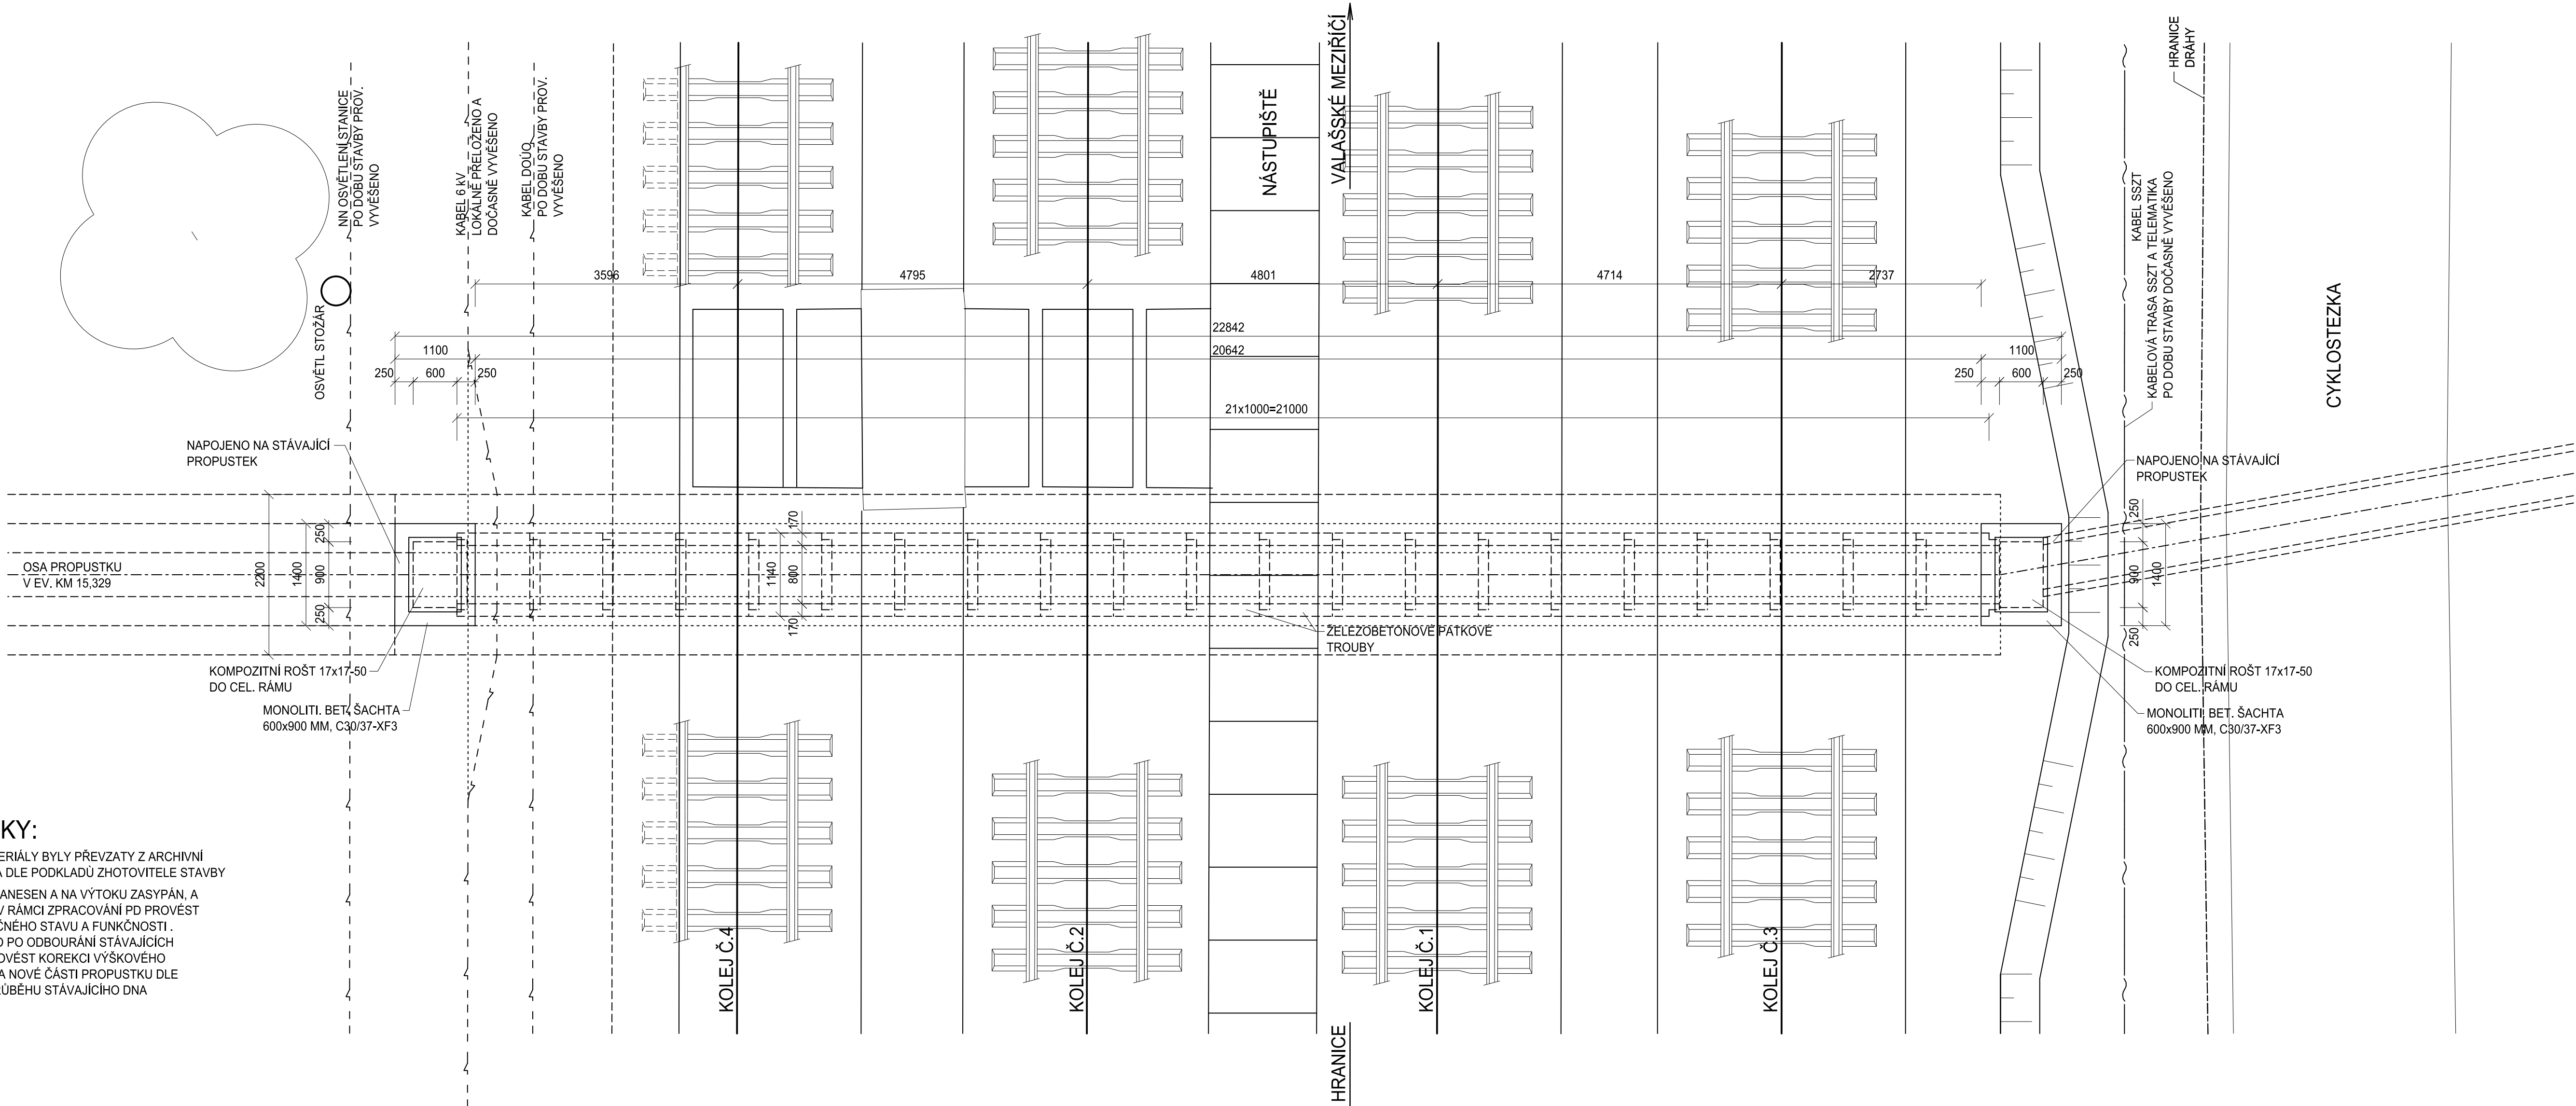 NN OSVĚTLENÍ STANICE
PO DOBU STAVBY PROV.
VYVĚŠENO
KABEL 6 kV
LOKÁLNĚ PŘELOŽENO A
DOČASNĚ VYVĚŠENO
KABEL DOÚO
PO DOBU STAVBY PROV.
VYVĚŠENO
NÁSTUPIŠTĚ
VALAŠSKÉ MEZIŘÍČÍ
HRANICE
DRÁHY
KABEL SSZT
KABELOVÁ TRASA SSZT A TELEMATIKA
PO DOBU STAVBY DOČASNĚ VYVĚŠENO
CYKLOSTEZKA
OSVĚTL STOŽÁR
3596
4795
4801
4714
2737
22842
1100
20642
1100
250
600
250
250
600
250
21x1000=21000
NAPOJENO NA STÁVAJÍCÍ
PROPUSTEK
NAPOJENO NA STÁVAJÍCÍ
PROPUSTEK
OSA PROPUSTKU
V EV. KM 15,329
2200
1400
250
900
250
170
1140
800
170
250
900
1400
250
ŽELEZOBETONOVÉ PATKOVÉ
TROUBY
KOMPOZITNÍ ROŠT 17x17-50
DO CEL. RÁMU
MONOLITI. BET. ŠACHTA
600x900 MM, C30/37-XF3
KOMPOZITNÍ ROŠT 17x17-50
DO CEL. RÁMU
MONOLITI. BET. ŠACHTA
600x900 MM, C30/37-XF3
KY:
ERIÁLY BYLY PŘEVZATY Z ARCHIVNÍ
A DLE PODKLADŮ ZHOTOVITELE STAVBY
ANESEN A NA VÝTOKU ZASYPÁN, A
V RÁMCI ZPRACOVÁNÍ PD PROVÉST
ČNÉHO STAVU A FUNKČNOSTI .
O PO ODBOURÁNÍ STÁVAJÍCÍCH
OVÉST KOREKCI VÝŠKOVÉHO
A NOVÉ ČÁSTI PROPUSTKU DLE
RŮBĚHU STÁVAJÍCÍHO DNA
KOLEJ Č.4
KOLEJ Č.2
KOLEJ Č.1
KOLEJ Č.3
HRANICE